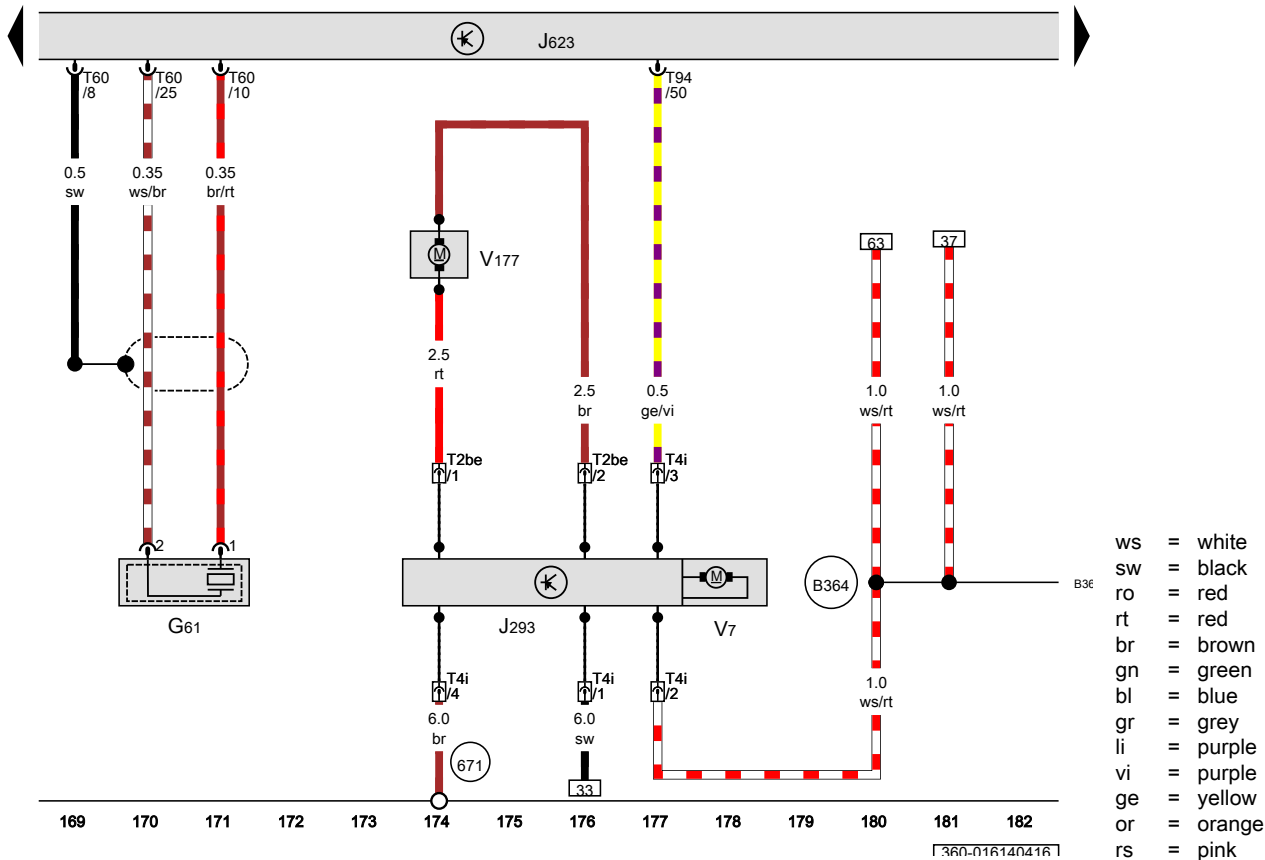 J623
T60
/8
T60
/25
T60
/10
T94
/50
0.5
sw
0.35
ws/br
0.35
br/rt
M
V177
63
37
2.5
rt
2.5
br
0.5
ge/vi
1.0
ws/rt
1.0
ws/rt
T2be
/1
T2be
/2
T4i
/3
2
1
G61
M
J293
V7
B364
T4i
/4
T4i
/1
T4i
/2
6.0
br
6.0
sw
1.0
ws/rt
671
33
169 170 171 172 173 174 175 176 177 178 179 180 181 182
360-016140416
ws = white
sw = black
ro = red
rt = red
br = brown
gn = green
bl = blue
gr = grey
li = purple
vi = purple
ge = yellow
or = orange
rs = pink